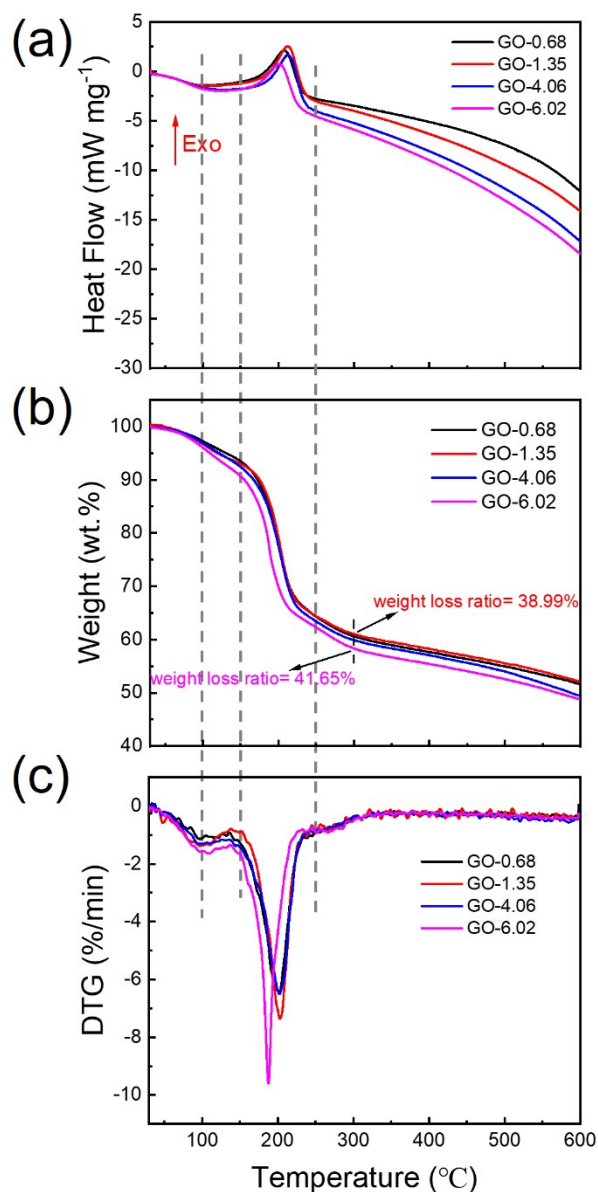 (a)
GO-0.68
GO-1.35
GO-4.06
GO-6.02
Exo
Heat Flow (mW mg⁻¹)
5
0
-5
-10
-15
-20
-25
-30
(b)
GO-0.68
GO-1.35
GO-4.06
GO-6.02
weight loss ratio= 38.99%
weight loss ratio= 41.65%
Weight (wt.%)
100
90
80
70
60
50
40
(c)
GO-0.68
GO-1.35
GO-4.06
GO-6.02
DTG (%/min)
0
-2
-4
-6
-8
-10
100 200 300 400 500 600
Temperature (℃)